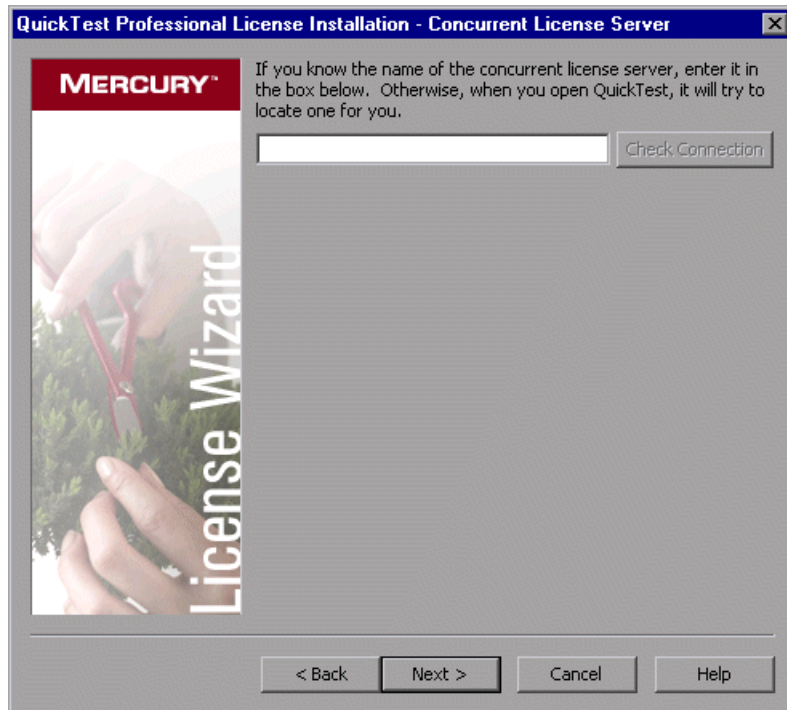 QuickTest Professional License Installation - Concurrent License Server
MERCURY™
If you know the name of the concurrent license server, enter it in
the box below. Otherwise, when you open QuickTest, it will try to
locate one for you.
Check Connection
License Wizard
< Back
Next >
Cancel
Help